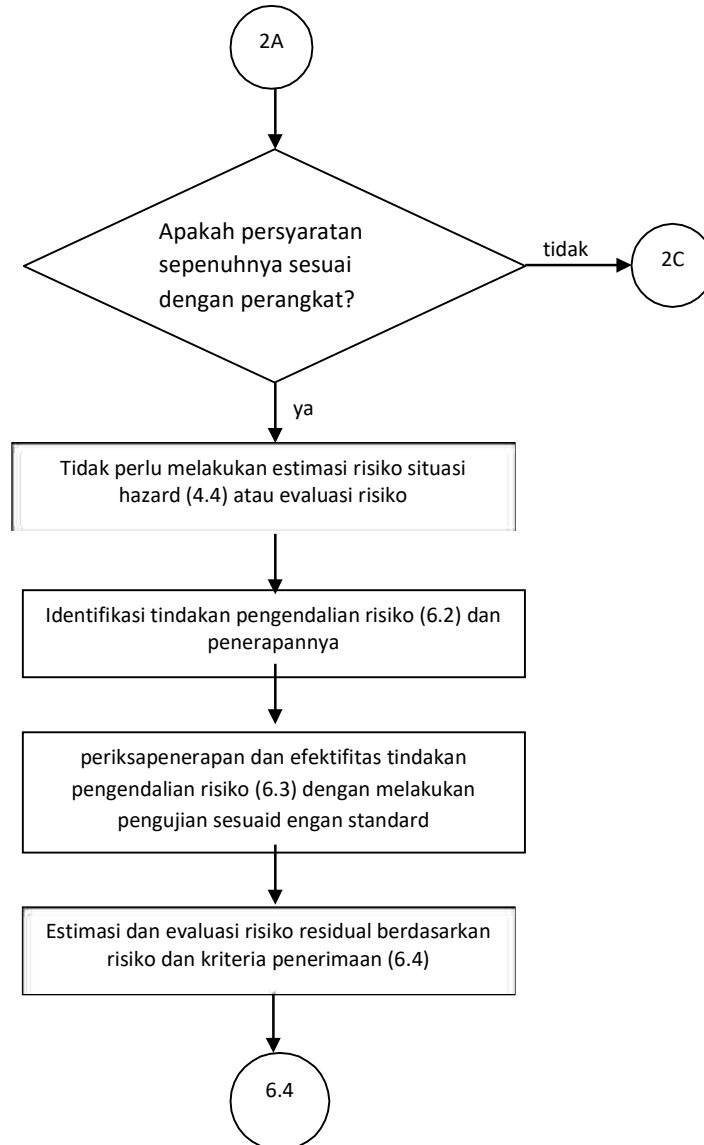 2A
Apakah persyaratan
sepenuhnya sesuai
dengan perangkat?
tidak
2C
ya
Tidak perlu melakukan estimasi risiko situasi
hazard (4.4) atau evaluasi risiko
Identifikasi tindakan pengendalian risiko (6.2) dan
penerapannya
periksapenerapan dan efektifitas tindakan
pengendalian risiko (6.3) dengan melakukan
pengujian sesuaid engan standard
Estimasi dan evaluasi risiko residual berdasarkan
risiko dan kriteria penerimaan (6.4)
6.4